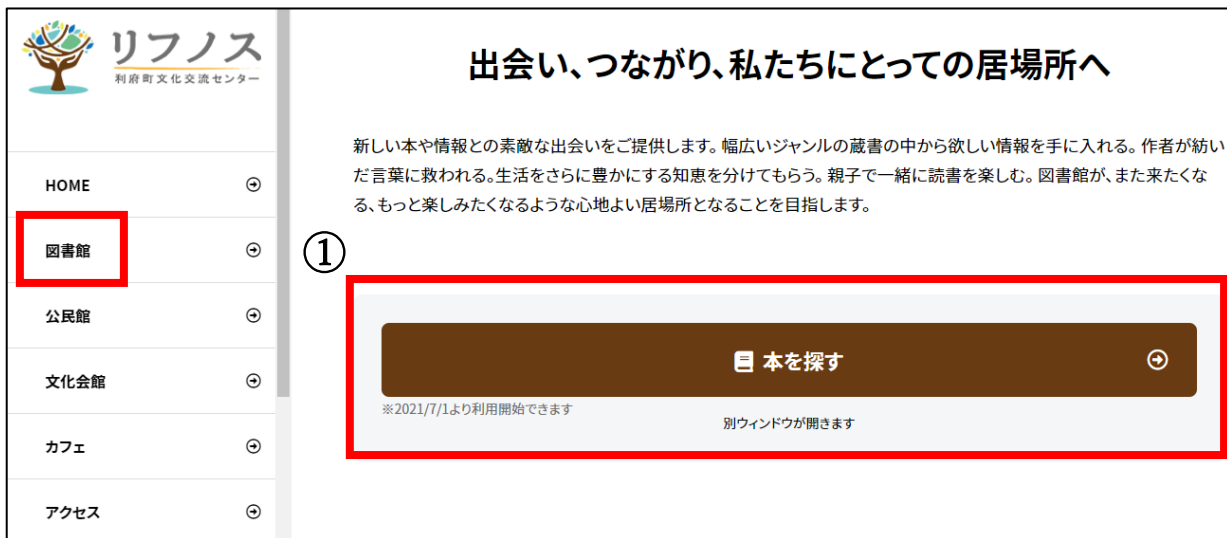 リフノス
利府町文化交流センター
HOME
図書館
公民館
文化会館
カフェ
アクセス
出会い、つながり、私たちにとっての居場所へ
新しい本や情報との素敵な出会いをご提供します。幅広いジャンルの蔵書の中から欲しい情報を手に入れる。作者が紡い
だ言葉に救われる。生活をさらに豊かにする知恵を分けてもらう。親子で一緒に読書を楽しむ。図書館が、また来たくな
る、もっと楽しみたくなるような心地よい居場所となることを目指します。
①
本を探す
※2021/7/1より利用開始できます
別ウィンドウが開きます